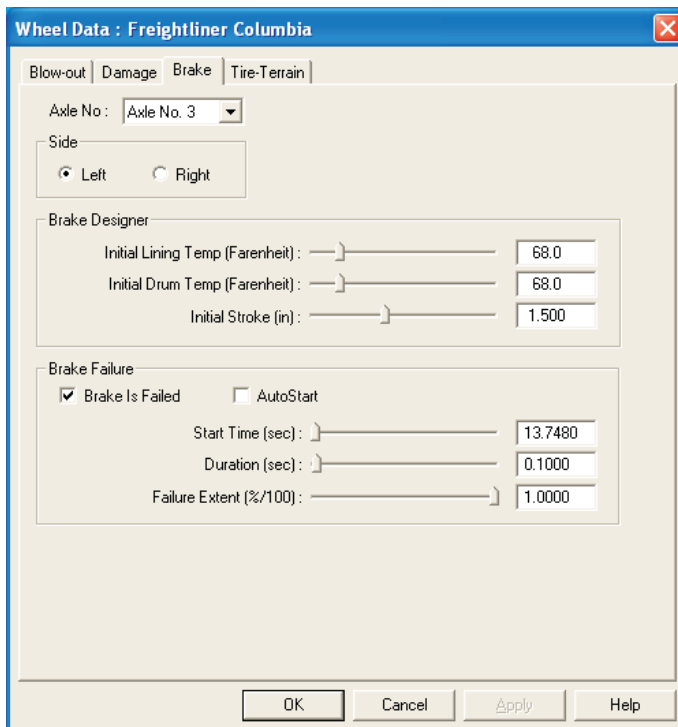 Wheel Data : Freightliner Columbia
Blow-out Damage Brake Tire-Terrain
Axle No : Axle No. 3
Side
Left Right
Brake Designer
Initial Lining Temp (Farenheit) : 68.0
Initial Drum Temp (Farenheit) : 68.0
Initial Stroke (in) : 1.500
Brake Failure
Brake Is Failed AutoStart
Start Time (sec) : 13.7480
Duration (sec) : 0.1000
Failure Extent (%/100) : 1.0000
OK Cancel Apply Help